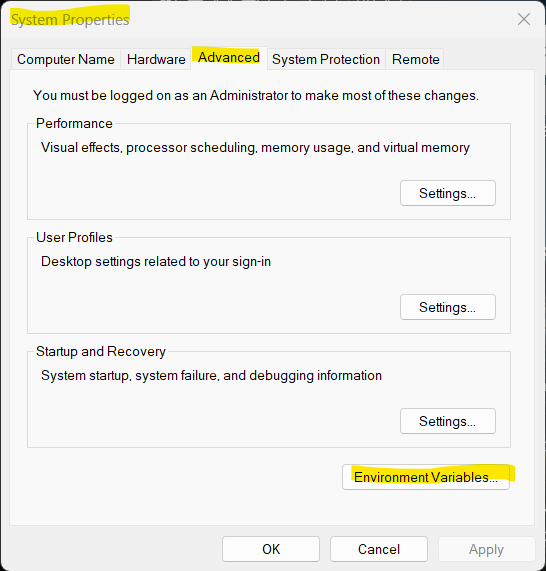 System Properties
Computer Name
Hardware
Advanced
System Protection
Remote
You must be logged on as an Administrator to make most of these changes.
Performance
Visual effects, processor scheduling, memory usage, and virtual memory
Settings...
User Profiles
Desktop settings related to your sign-in
Settings...
Startup and Recovery
System startup, system failure, and debugging information
Settings...
Environment Variables...
OK
Cancel
Apply